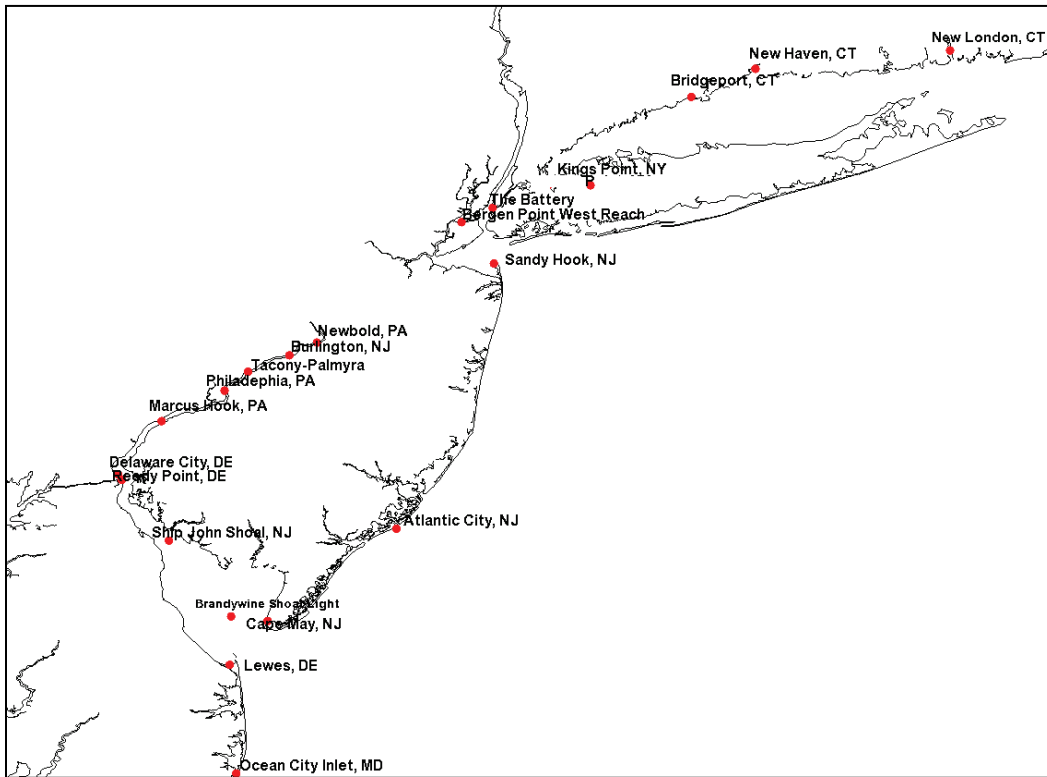 New London, CT
New Haven, CT
Bridgeport, CT
Kings Point, NY
The Battery
Bergen Point West Reach
Sandy Hook, NJ
Newbold, PA
Burlington, NJ
Tacony-Palmyra
Philadephia, PA
Marcus Hook, PA
Delaware City, DE
Reedy Point, DE
Atlantic City, NJ
Ship John Shoal, NJ
Brandywine Shoal Light
Cape May, NJ
Lewes, DE
Ocean City Inlet, MD